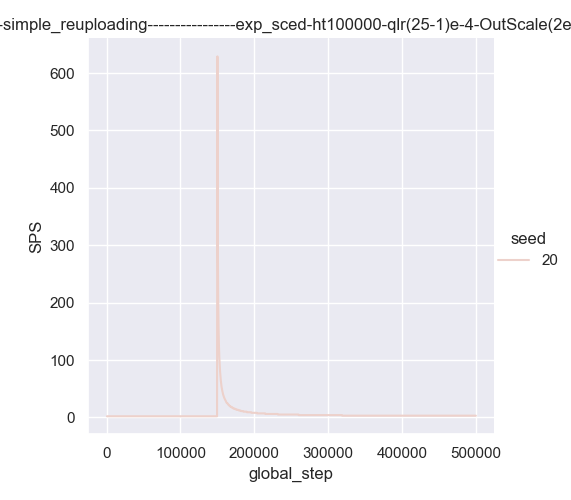 -simple_reuploading----------------exp_sced-ht100000-qlr(25-1)e-4-OutScale(2e
600
500
400
300
200
100
0
SPS
0 100000 200000 300000 400000 500000
global_step
seed
20